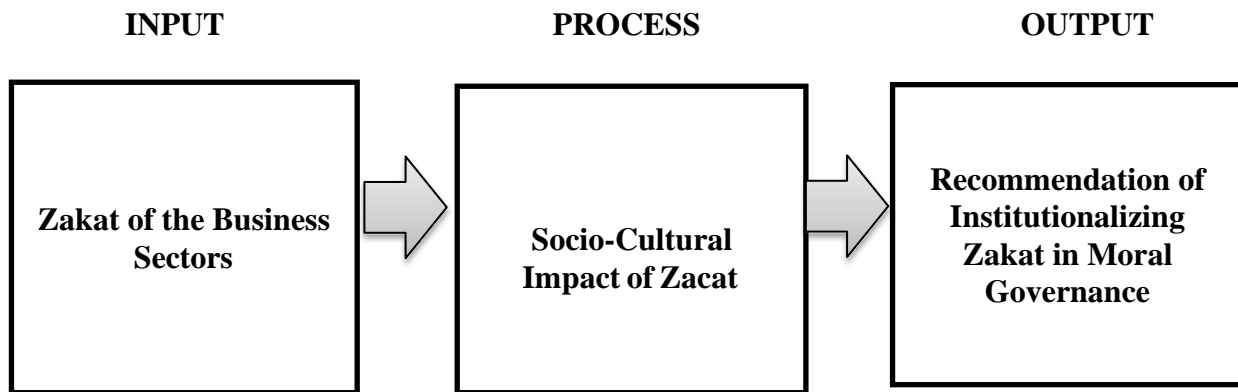 INPUT
PROCESS
OUTPUT
Zakat of the Business
Sectors
Socio-Cultural
Impact of Zacat
Recommendation of
Institutionalizing
Zakat in Moral
Governance